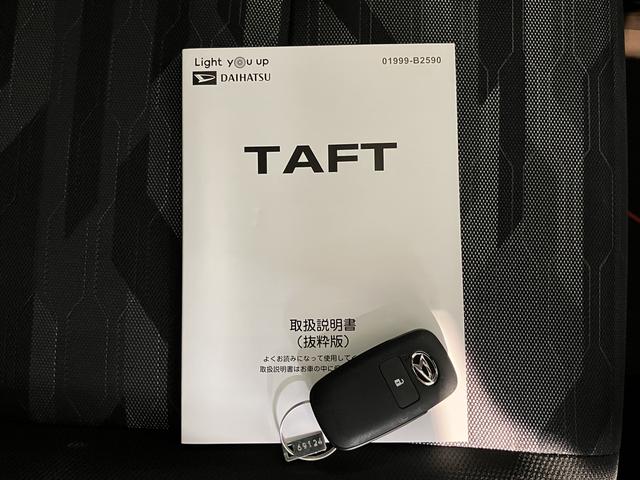 Light you up
01999-B2590
DAIHATSU
TAFT
取扱説明書
（抜粋版）
よくお読みになって使用して
取扱説明書はお車の中に
69124